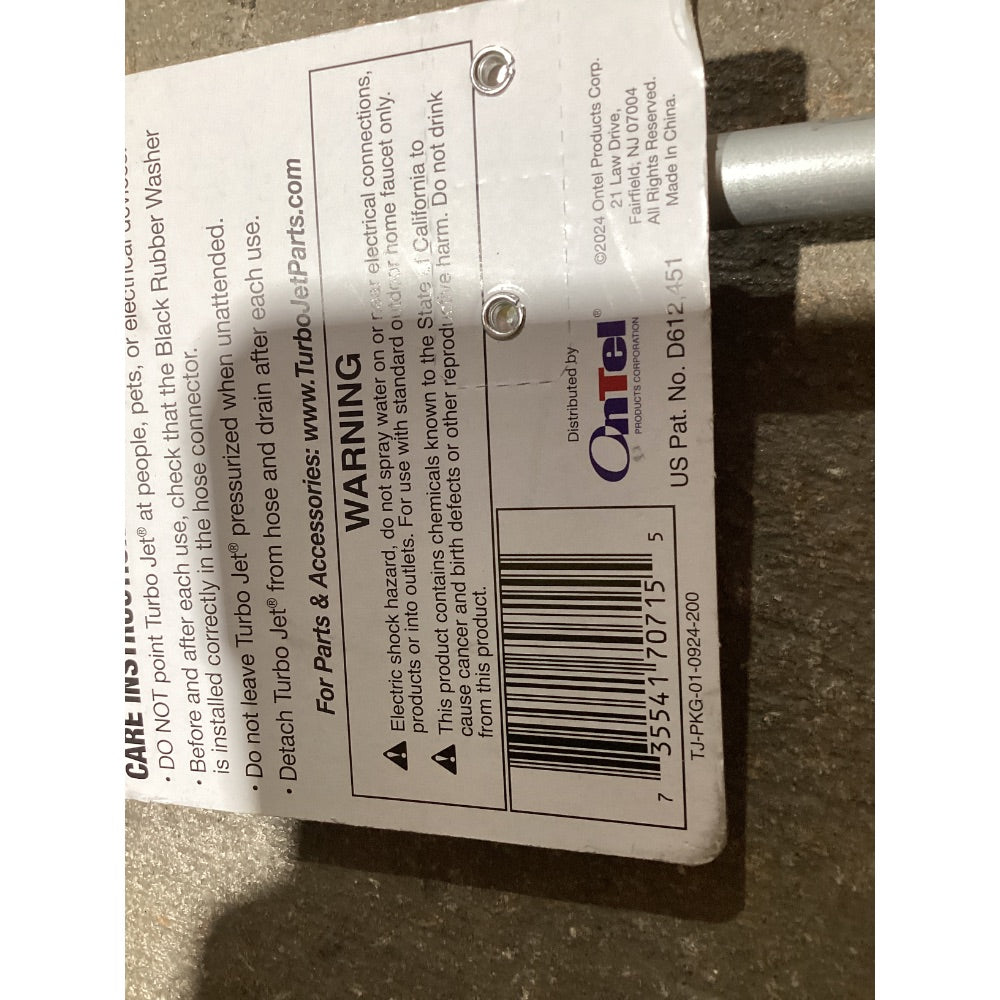 CARE INSTRUCTIONS
• DO NOT point Turbo Jet® at people, pets, or electrical devices.
• Before and after each use, check that the Black Rubber Washer
is installed correctly in the hose connector.
• Do not leave Turbo Jet® pressurized when unattended.
• Detach Turbo Jet® from hose and drain after each use.
For Parts & Accessories: www.TurboJetParts.com
WARNING
Electric shock hazard, do not spray water on or near electrical connections,
products or into outlets. For use with standard outdoor home faucet only.
This product contains chemicals known to the State of California to
cause cancer and birth defects or other reproductive harm. Do not drink
from this product.
7 35541 70715 5
TJ-PKG-01-0924-200
Distributed by
OnTel®
PRODUCTS CORPORATION
US Pat. No. D612,451
©2024 Ontel Products Corp.
21 Law Drive,
Fairfield, NJ 07004
All Rights Reserved.
Made In China.